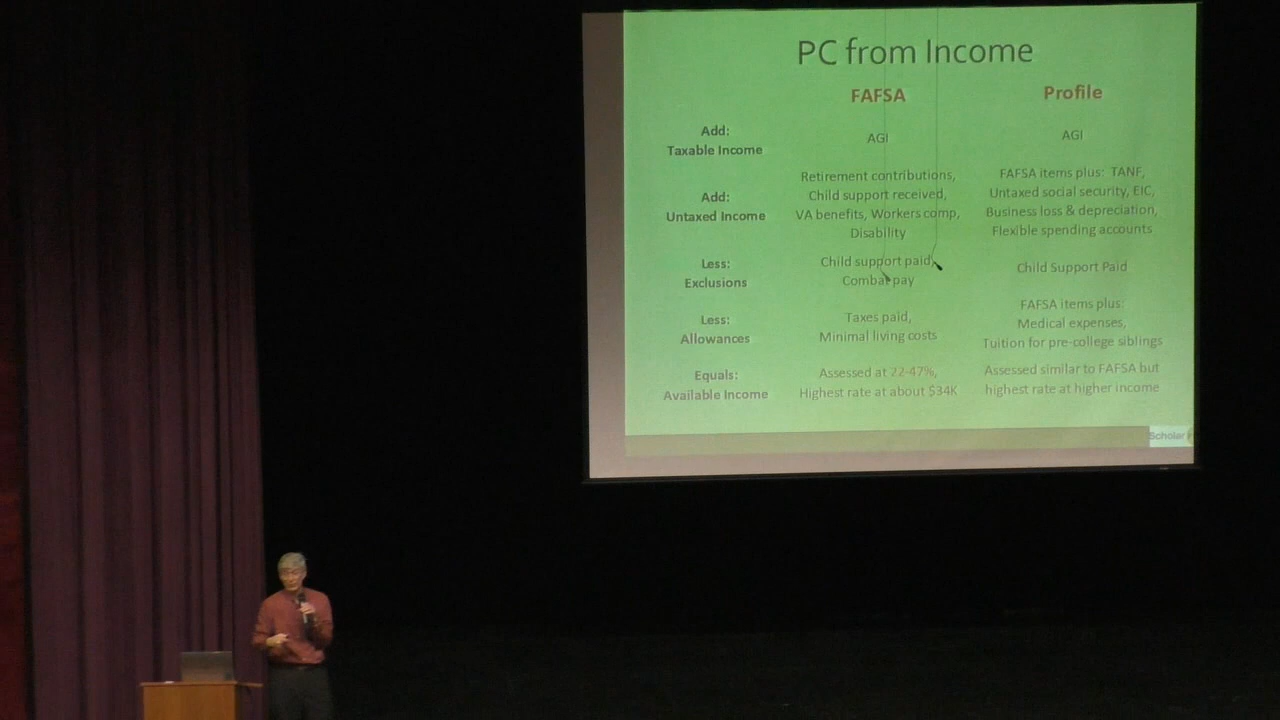 PC from Income
FAFSA
Profile
Add:
Taxable Income
AGI
AGI
Add:
Untaxed Income
Retirement contributions,
Child support received,
VA benefits, Workers comp,
Disability
FAFSA items plus: TANF,
Untaxed social security, EIC,
Business loss & depreciation,
Flexible spending accounts
Less:
Exclusions
Child support paid,
Combat pay
Child Support Paid
Less:
Allowances
Taxes paid,
Minimal living costs
FAFSA items plus:
Medical expenses,
Tuition for pre-college siblings
Equals:
Available Income
Assessed at 22-47%,
Highest rate at about $34K
Assessed similar to FAFSA but
highest rate at higher income
Scholar